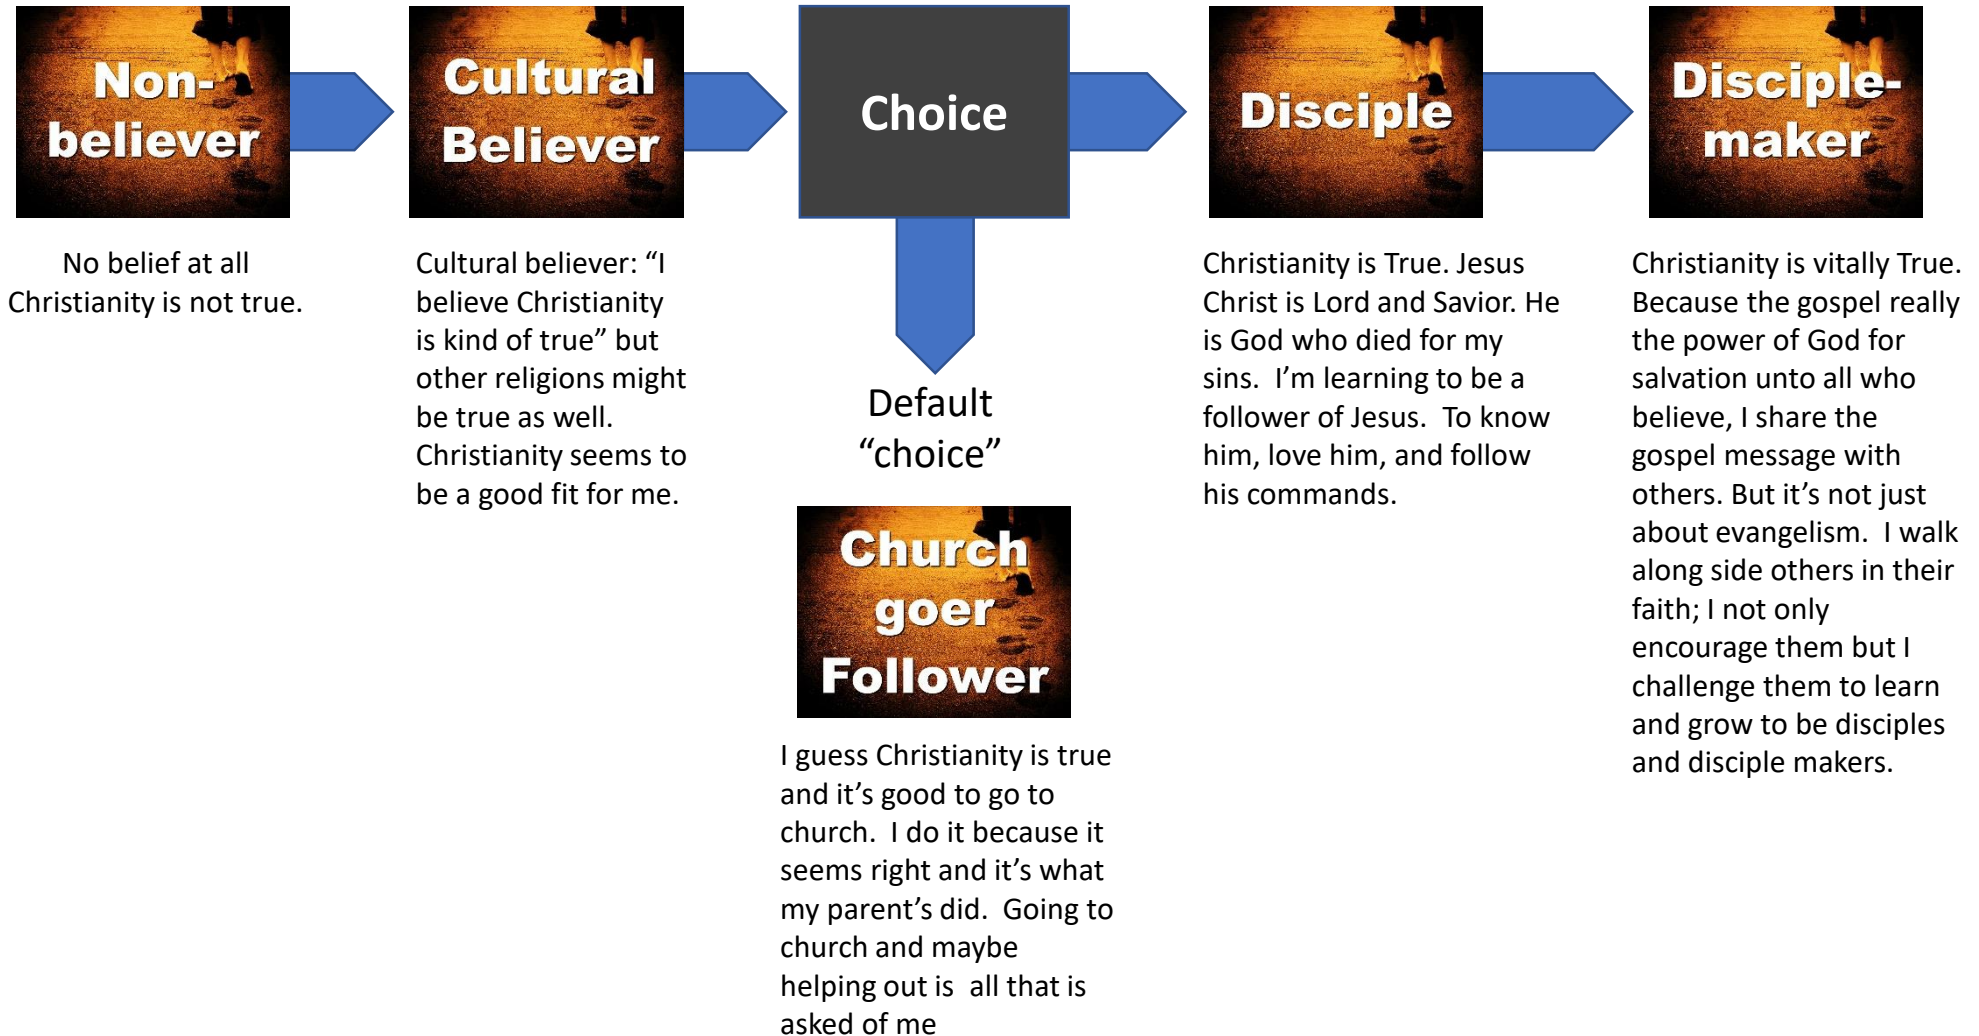 Non-
believer
No belief at all
Christianity is not true.
Cultural
Believer
Cultural believer: “I
believe Christianity
is kind of true” but
other religions might
be true as well.
Christianity seems to
be a good fit for me.
Choice
Default
“choice”
Church
goer
Follower
I guess Christianity is true
and it’s good to go to
church.  I do it because it
seems right and it’s what
my parent’s did.  Going to
church and maybe
helping out is  all that is
asked of me
Disciple
Christianity is True. Jesus
Christ is Lord and Savior. He
is God who died for my
sins.  I’m learning to be a
follower of Jesus.  To know
him, love him, and follow
his commands.
Disciple-
maker
Christianity is vitally True.
Because the gospel really
the power of God for
salvation unto all who
believe, I share the
gospel message with
others. But it’s not just
about evangelism.  I walk
along side others in their
faith; I not only
encourage them but I
challenge them to learn
and grow to be disciples
and disciple makers.